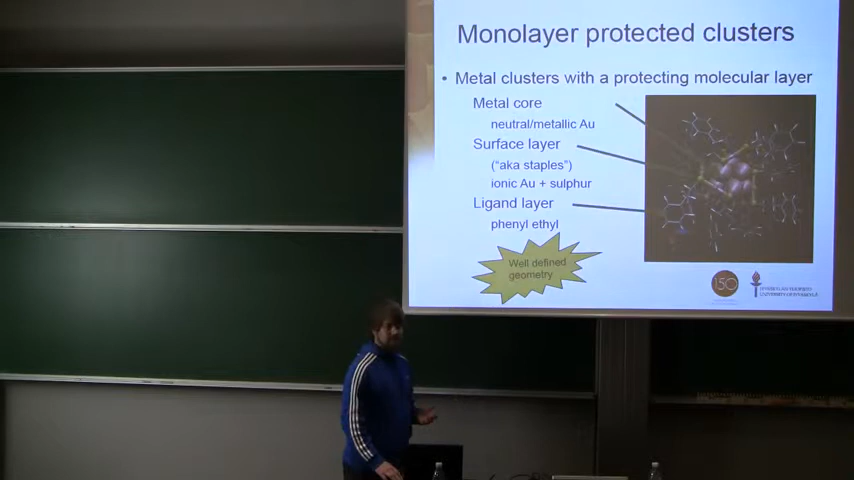 Monolayer protected clusters
• Metal clusters with a protecting molecular layer
Metal core
neutral/metallic Au
Surface layer
("aka staples")
ionic Au + sulphur
Ligand layer
phenyl ethyl
Well defined
geometry
150